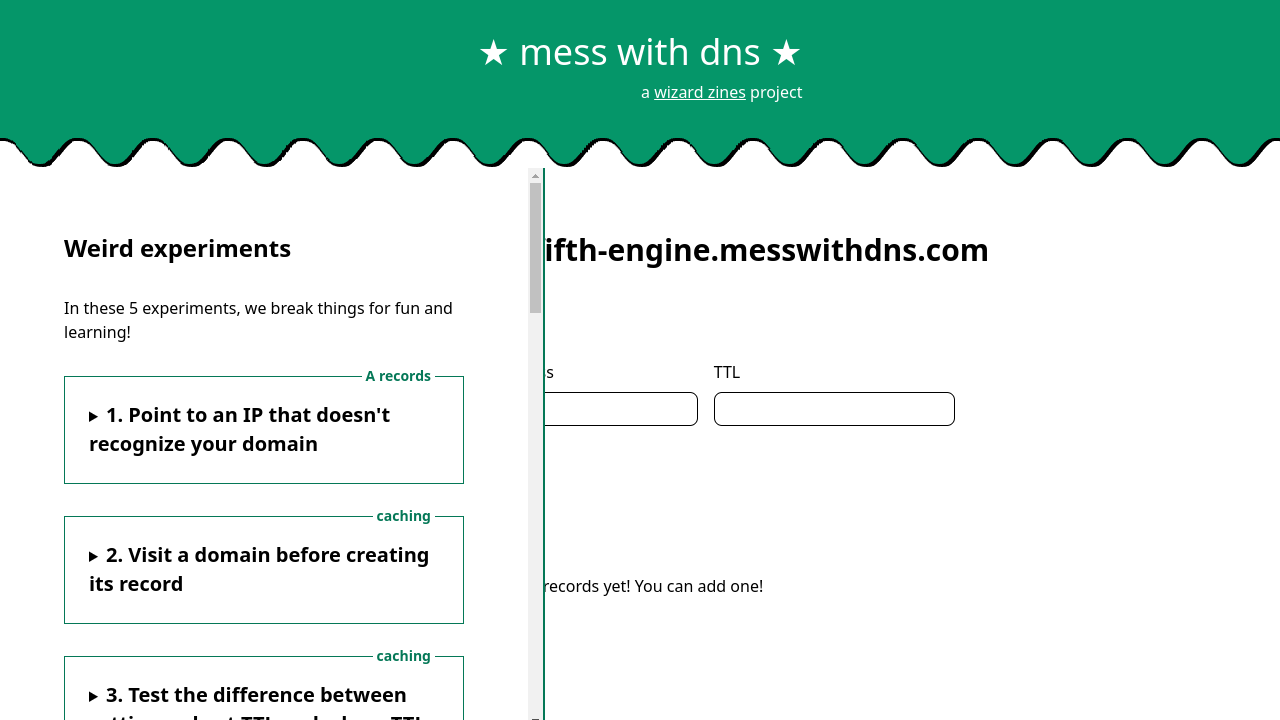 ★ mess with dns ★
a wizard zines project
Weird experiments
In these 5 experiments, we break things for fun and
learning!
A records
1. Point to an IP that doesn't
recognize your domain
caching
2. Visit a domain before creating
its record
caching
3. Test the difference between
ifth-engine.messwithdns.com
s
TTL
records yet! You can add one!